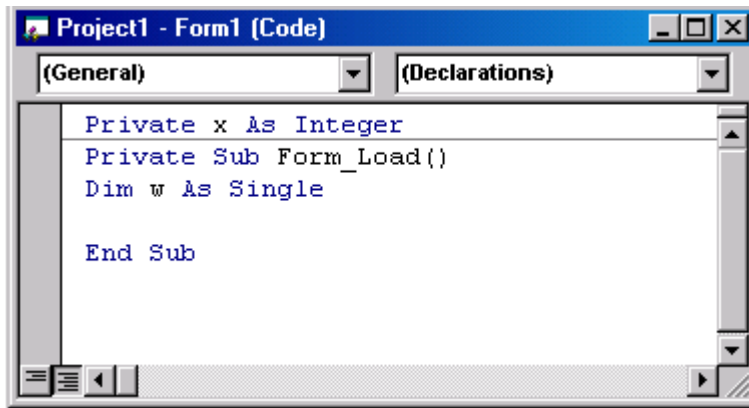 Project1 - Form1 (Code)
(General) (Declarations)
Private x As Integer
Private Sub Form_Load()
Dim w As Single
End Sub